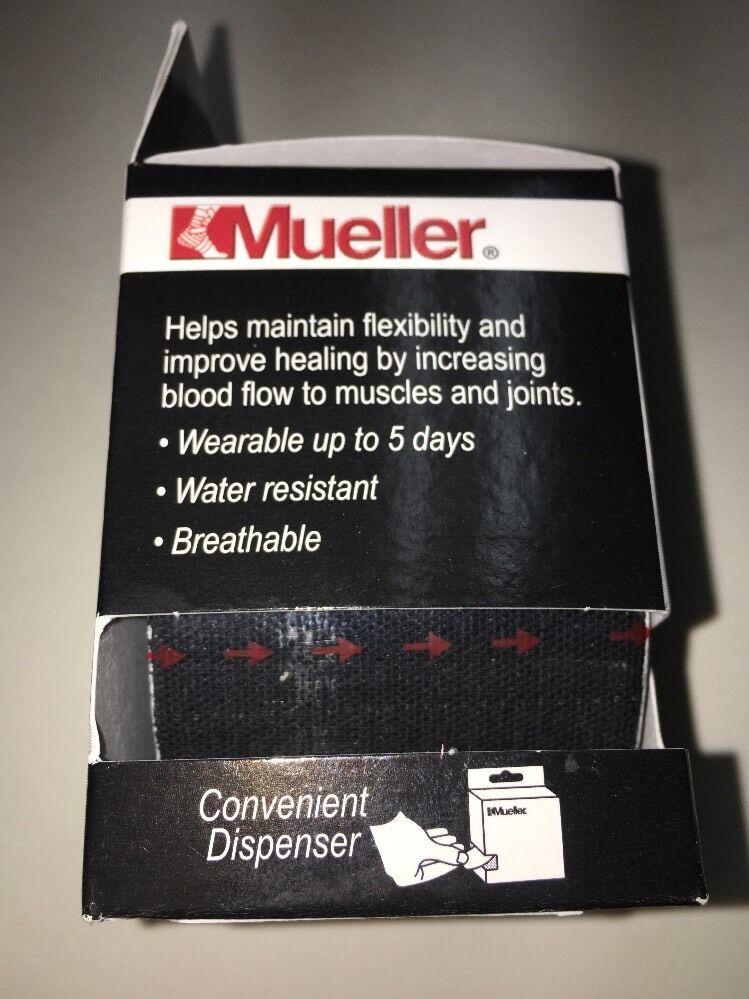 Mueller®
Helps maintain flexibility and
improve healing by increasing
blood flow to muscles and joints.
• Wearable up to 5 days
• Water resistant
• Breathable
Convenient
Dispenser
Mueller